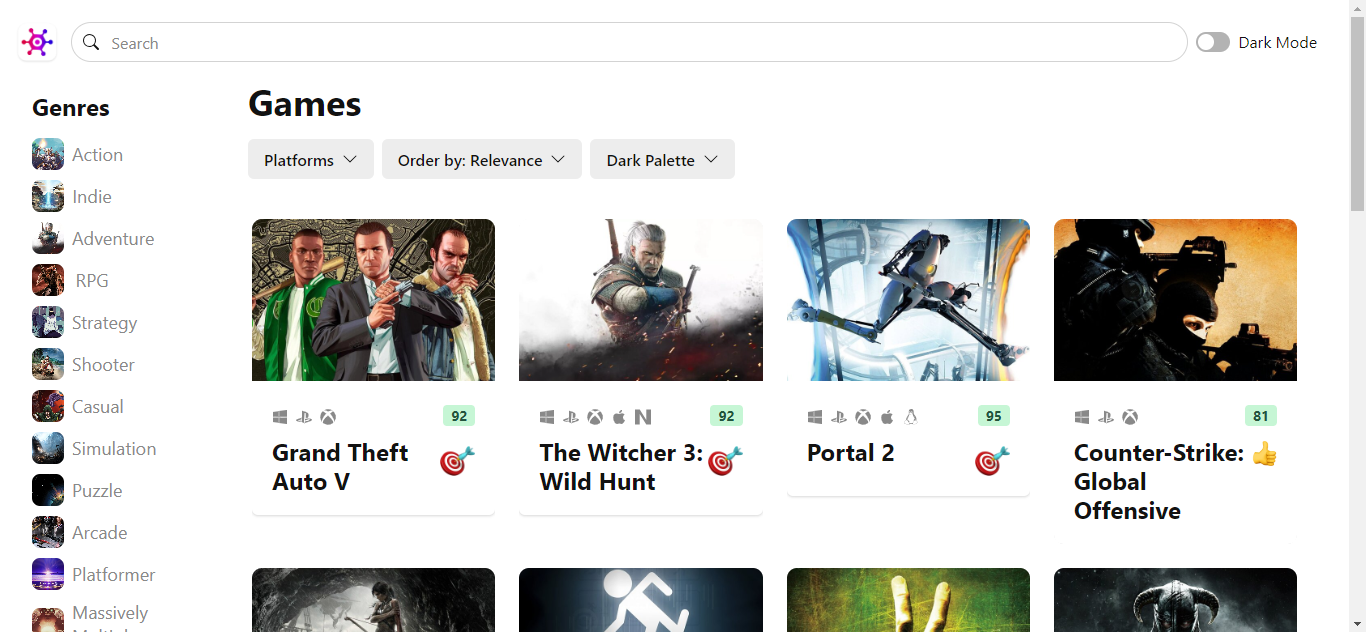 Search
Dark Mode
Genres
Action
Indie
Adventure
RPG
Strategy
Shooter
Casual
Simulation
Puzzle
Arcade
Platformer
Massively
Games
Platforms
Order by: Relevance
Dark Palette
92
Grand Theft
Auto V
92
The Witcher 3:
Wild Hunt
95
Portal 2
81
Counter-Strike:
Global
Offensive